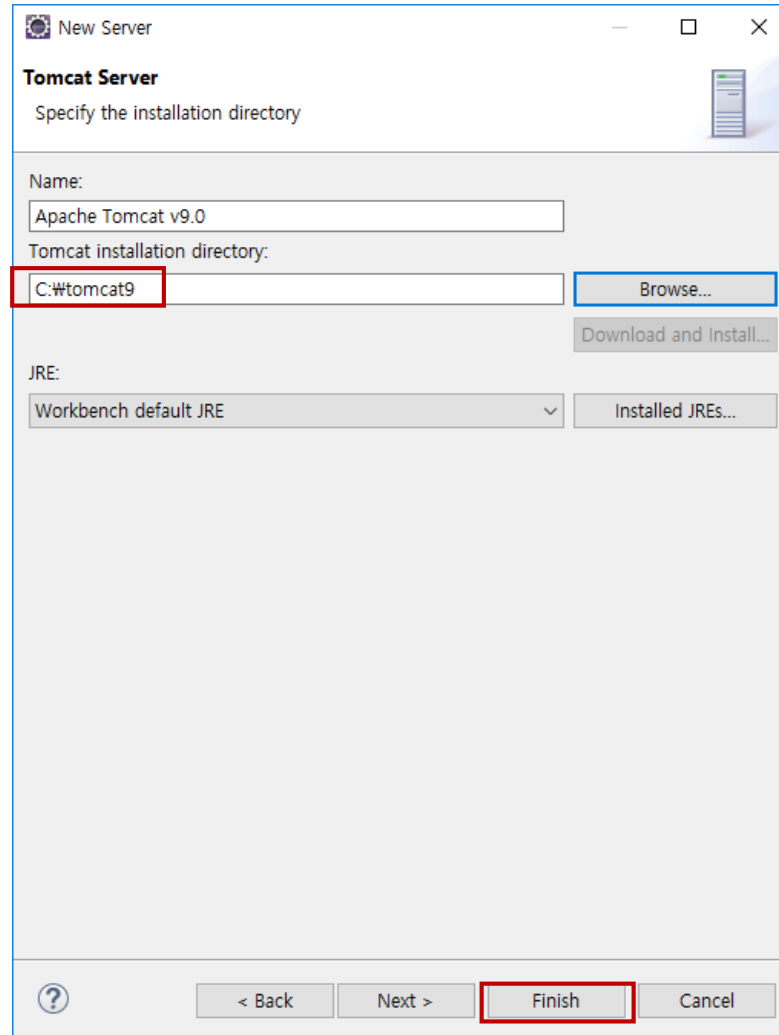 New Server
Tomcat Server
Specify the installation directory
Name:
Apache Tomcat v9.0
Tomcat installation directory:
C:₩tomcat9
Browse...
Download and Install...
JRE:
Workbench default JRE
Installed JREs...
?
< Back
Next >
Finish
Cancel